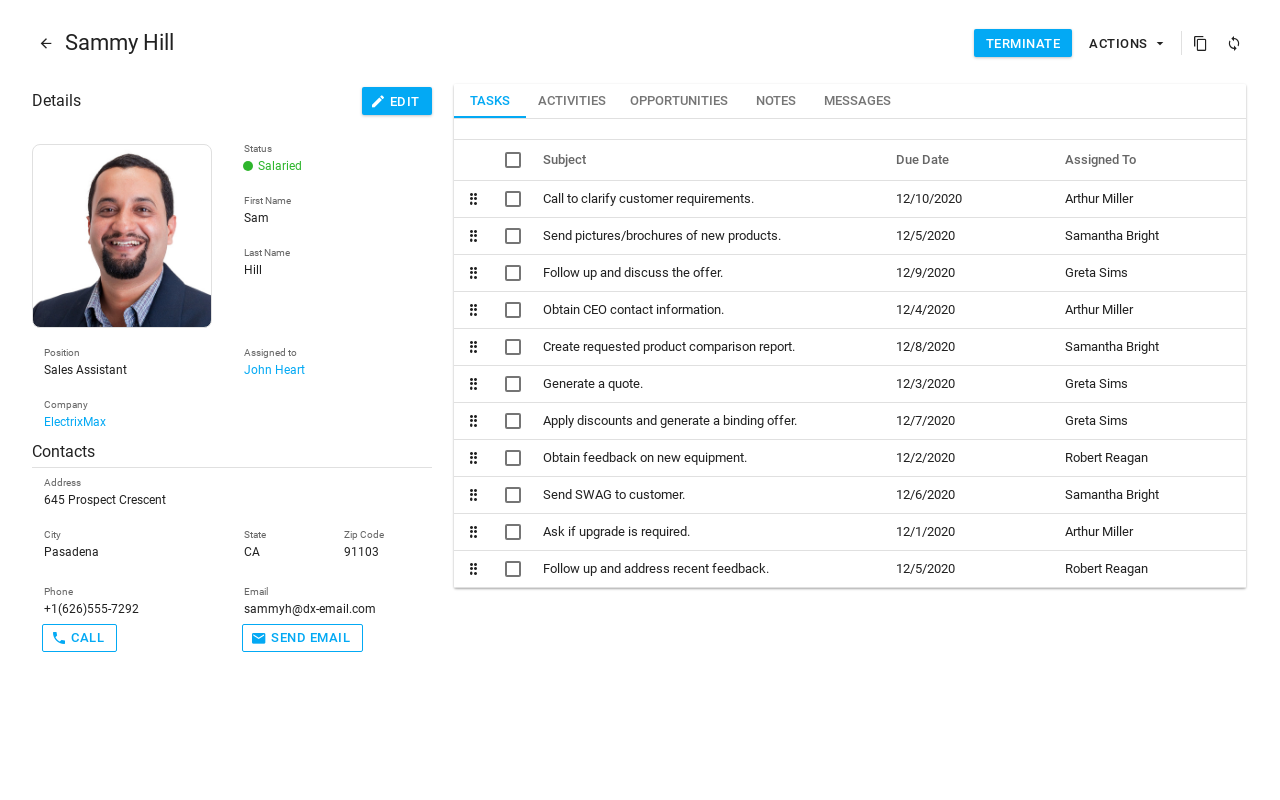 Sammy Hill
TERMINATE
ACTIONS
Details
EDIT
Status
Salaried
First Name
Sam
Last Name
Hill
Position
Sales Assistant
Assigned to
John Heart
Company
ElectrixMax
Contacts
Address
645 Prospect Crescent
City
Pasadena
State
CA
Zip Code
91103
Phone
+1(626)555-7292
Email
sammyh@dx-email.com
CALL
SEND EMAIL
TASKS ACTIVITIES OPPORTUNITIES NOTES MESSAGES
Subject Due Date Assigned To
Call to clarify customer requirements. 12/10/2020 Arthur Miller
Send pictures/brochures of new products. 12/5/2020 Samantha Bright
Follow up and discuss the offer. 12/9/2020 Greta Sims
Obtain CEO contact information. 12/4/2020 Arthur Miller
Create requested product comparison report. 12/8/2020 Samantha Bright
Generate a quote. 12/3/2020 Greta Sims
Apply discounts and generate a binding offer. 12/7/2020 Greta Sims
Obtain feedback on new equipment. 12/2/2020 Robert Reagan
Send SWAG to customer. 12/6/2020 Samantha Bright
Ask if upgrade is required. 12/1/2020 Arthur Miller
Follow up and address recent feedback. 12/5/2020 Robert Reagan